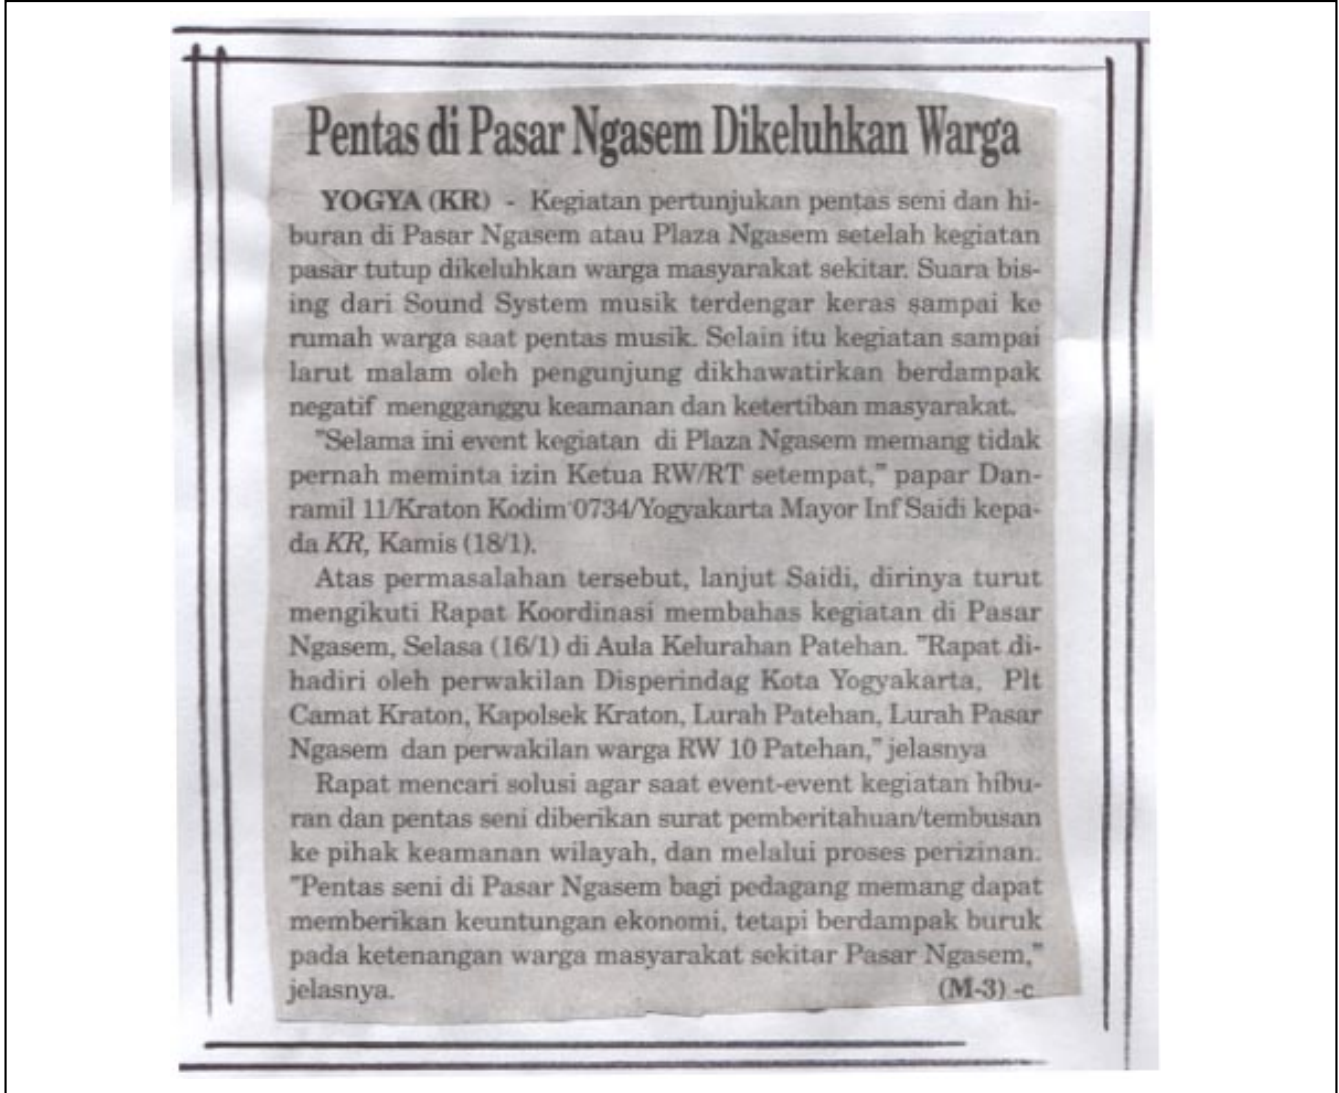 Pentas di Pasar Ngasem Dikeluhkan Warga
YOGYA (KR) - Kegiatan pertunjukan pentas seni dan hi-
buran di Pasar Ngasem atau Plaza Ngasem setelah kegiatan
pasar tutup dikeluhkan warga masyarakat sekitar. Suara bis-
ing dari Sound System musik terdengar keras sampai ke
rumah warga saat pentas musik. Selain itu kegiatan sampai
larut malam oleh pengunjung dikhawatirkan berdampak
negatif mengganggu keamanan dan ketertiban masyarakat.
"Selama ini event kegiatan di Plaza Ngasem memang tidak
pernah meminta izin Ketua RW/RT setempat," papar Dan-
ramil 11/Kraton Kodim 0734/Yogyakarta Mayor Inf Saidi kepa-
da KR, Kamis (18/1).
Atas permasalahan tersebut, lanjut Saidi, dirinya turut
mengikuti Rapat Koordinasi membahas kegiatan di Pasar
Ngasem, Selasa (16/1) di Aula Kelurahan Patehan. "Rapat di-
hadiri oleh perwakilan Disperindag Kota Yogyakarta, Plt
Camat Kraton, Kapolsek Kraton, Lurah Patehan, Lurah Pasar
Ngasem dan perwakilan warga RW 10 Patehan," jelasnya
Rapat mencari solusi agar saat event-event kegiatan hibu-
ran dan pentas seni diberikan surat pemberitahuan/tembusan
ke pihak keamanan wilayah, dan melalui proses perizinan.
"Pentas seni di Pasar Ngasem bagi pedagang memang dapat
memberikan keuntungan ekonomi, tetapi berdampak buruk
pada ketenangan warga masyarakat sekitar Pasar Ngasem,"
jelasnya. (M-3) -c